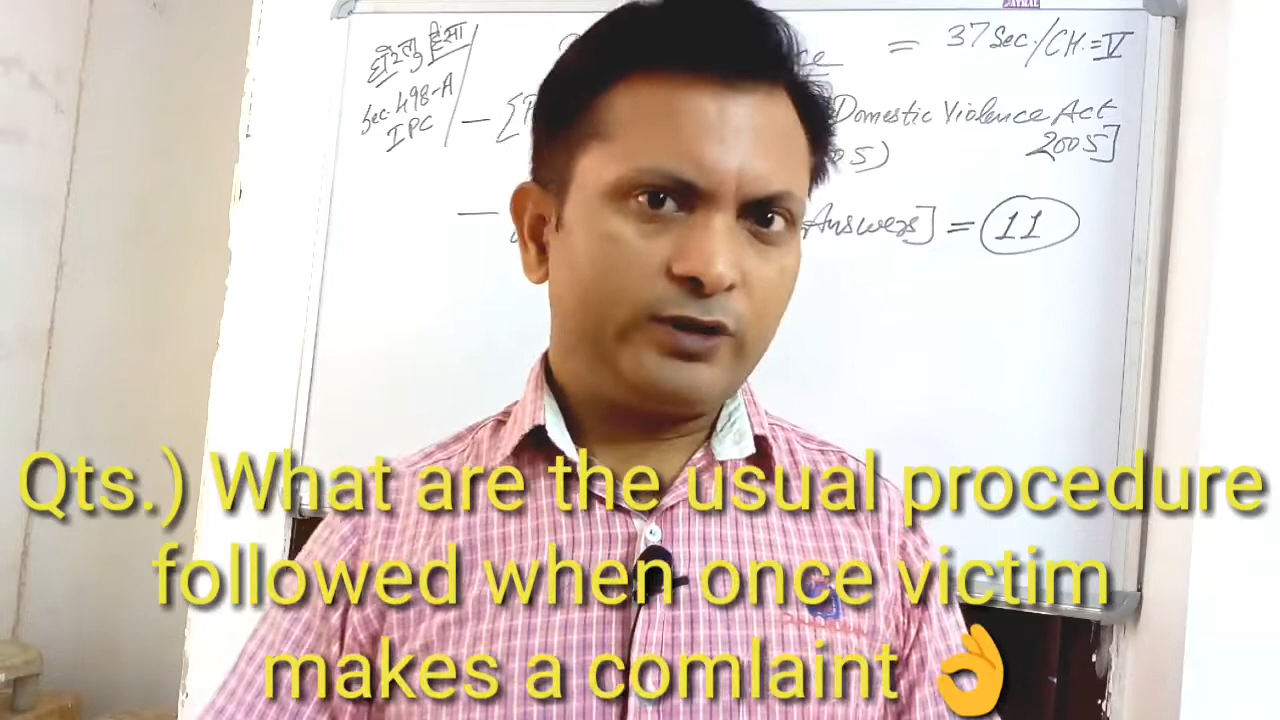 घरेलु हिंसा
Sec. 498-A
IPC
= 37 Sec./CH.=V
Domestic Violence Act
2005]
Answers] = 11
Qts.) What are the usual procedure
followed when once victim
makes a comlaint 👌